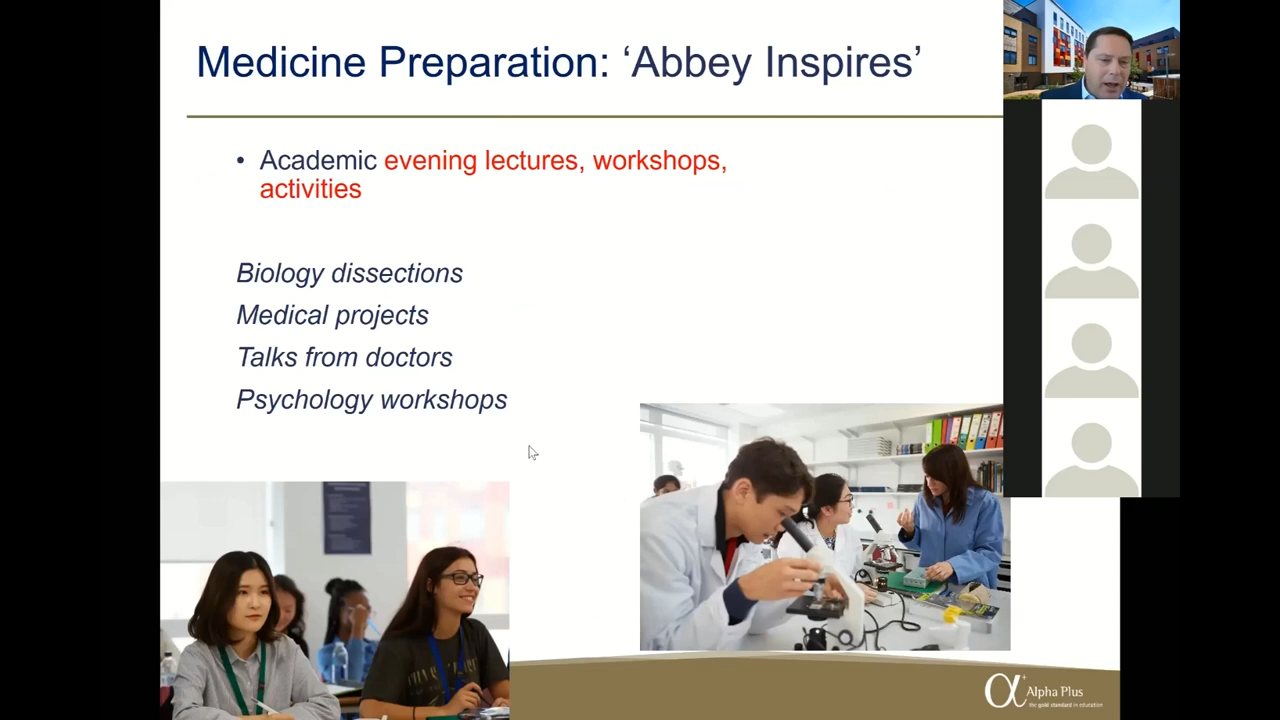 Medicine Preparation: ‘Abbey Inspires’
• Academic evening lectures, workshops,
activities
Biology dissections
Medical projects
Talks from doctors
Psychology workshops
α+
Alpha Plus
the gold standard in education